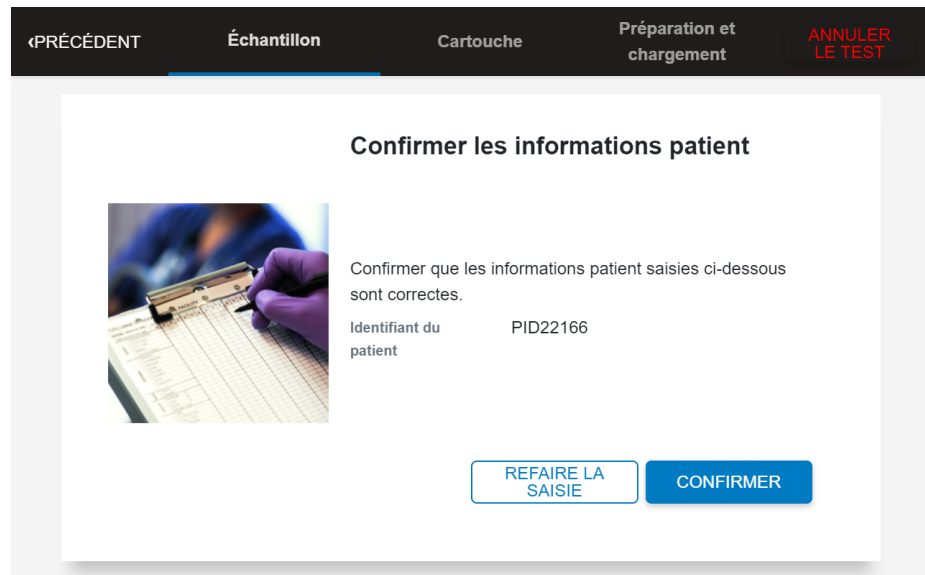 ‹PRÉCÉDENT
Échantillon
Cartouche
Préparation et
chargement
ANNULER
LE TEST
Confirmer les informations patient
Confirmer que les informations patient saisies ci-dessous
sont correctes.
Identifiant du
patient
PID22166
REFAIRE LA
SAISIE
CONFIRMER